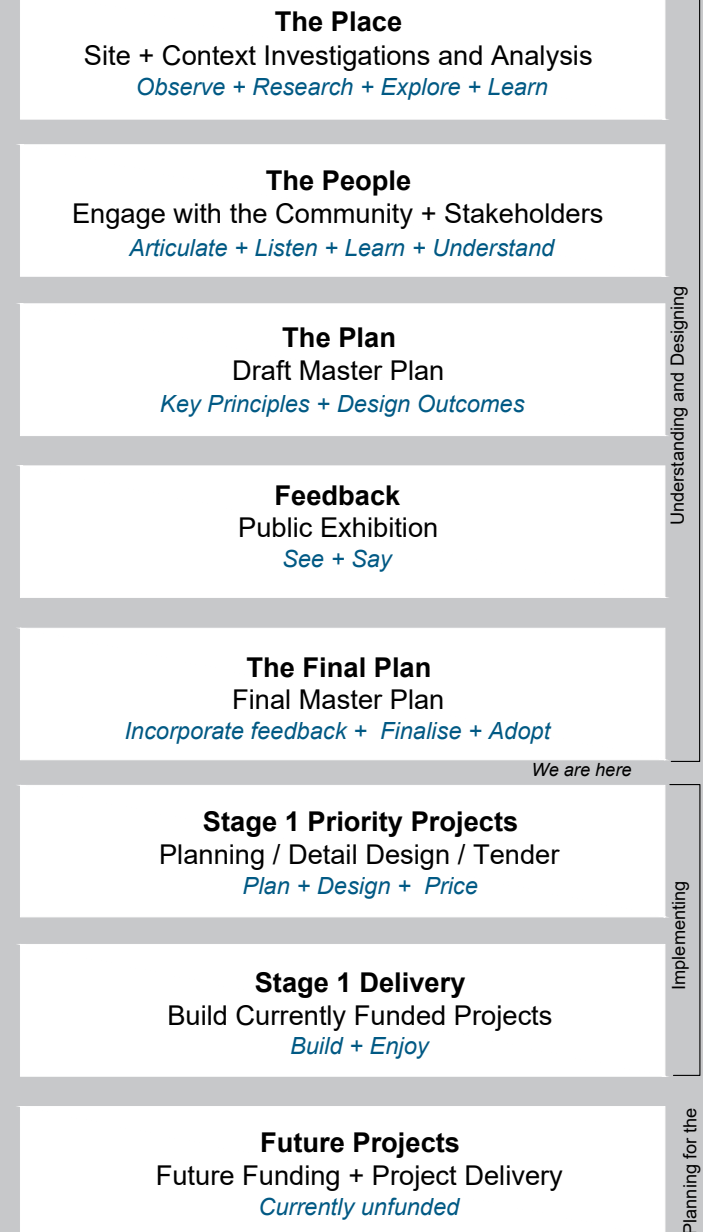 The Place
Site + Context Investigations and Analysis
Observe + Research + Explore + Learn
The People
Engage with the Community + Stakeholders
Articulate + Listen + Learn + Understand
The Plan
Draft Master Plan
Key Principles + Design Outcomes
Feedback
Public Exhibition
See + Say
The Final Plan
Final Master Plan
Incorporate feedback + Finalise + Adopt
Understanding and Designing
We are here
Stage 1 Priority Projects
Planning / Detail Design / Tender
Plan + Design + Price
Stage 1 Delivery
Build Currently Funded Projects
Build + Enjoy
Implementing
Future Projects
Future Funding + Project Delivery
Currently unfunded
Planning for the